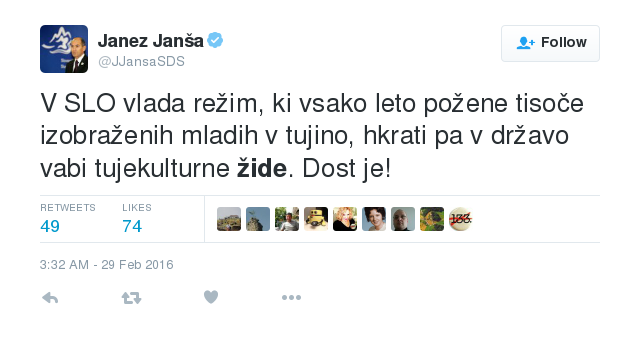 Janez Janša
@JJansaSDS
Follow
V SLO vlada režim, ki vsako leto požene tisoče
izobraženih mladih v tujino, hkrati pa v državo
vabi tujekulturne žide. Dost je!
RETWEETS LIKES
49 74
3:32 AM - 29 Feb 2016